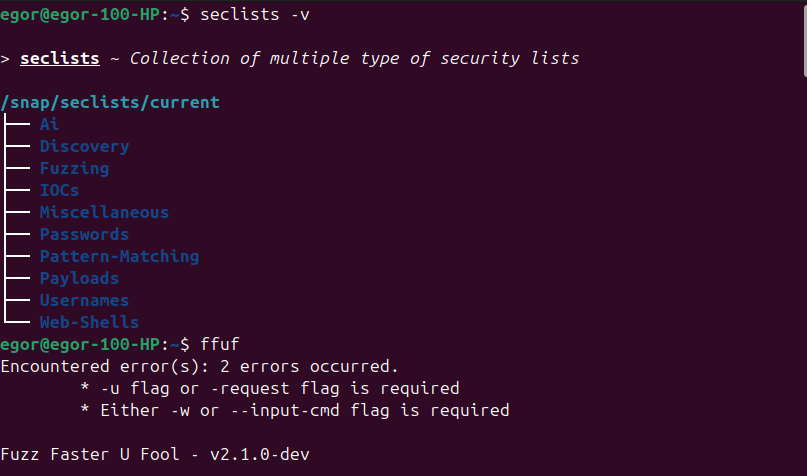 egor@egor-100-HP:~$ seclists -v
> seclists ~ Collection of multiple type of security lists
/snap/seclists/current
├── Ai
├── Discovery
├── Fuzzing
├── IOCs
├── Miscellaneous
├── Passwords
├── Pattern-Matching
├── Payloads
├── Usernames
└── Web-Shells
egor@egor-100-HP:~$ ffuf
Encountered error(s): 2 errors occurred.
* -u flag or -request flag is required
* Either -w or --input-cmd flag is required
Fuzz Faster U Fool - v2.1.0-dev